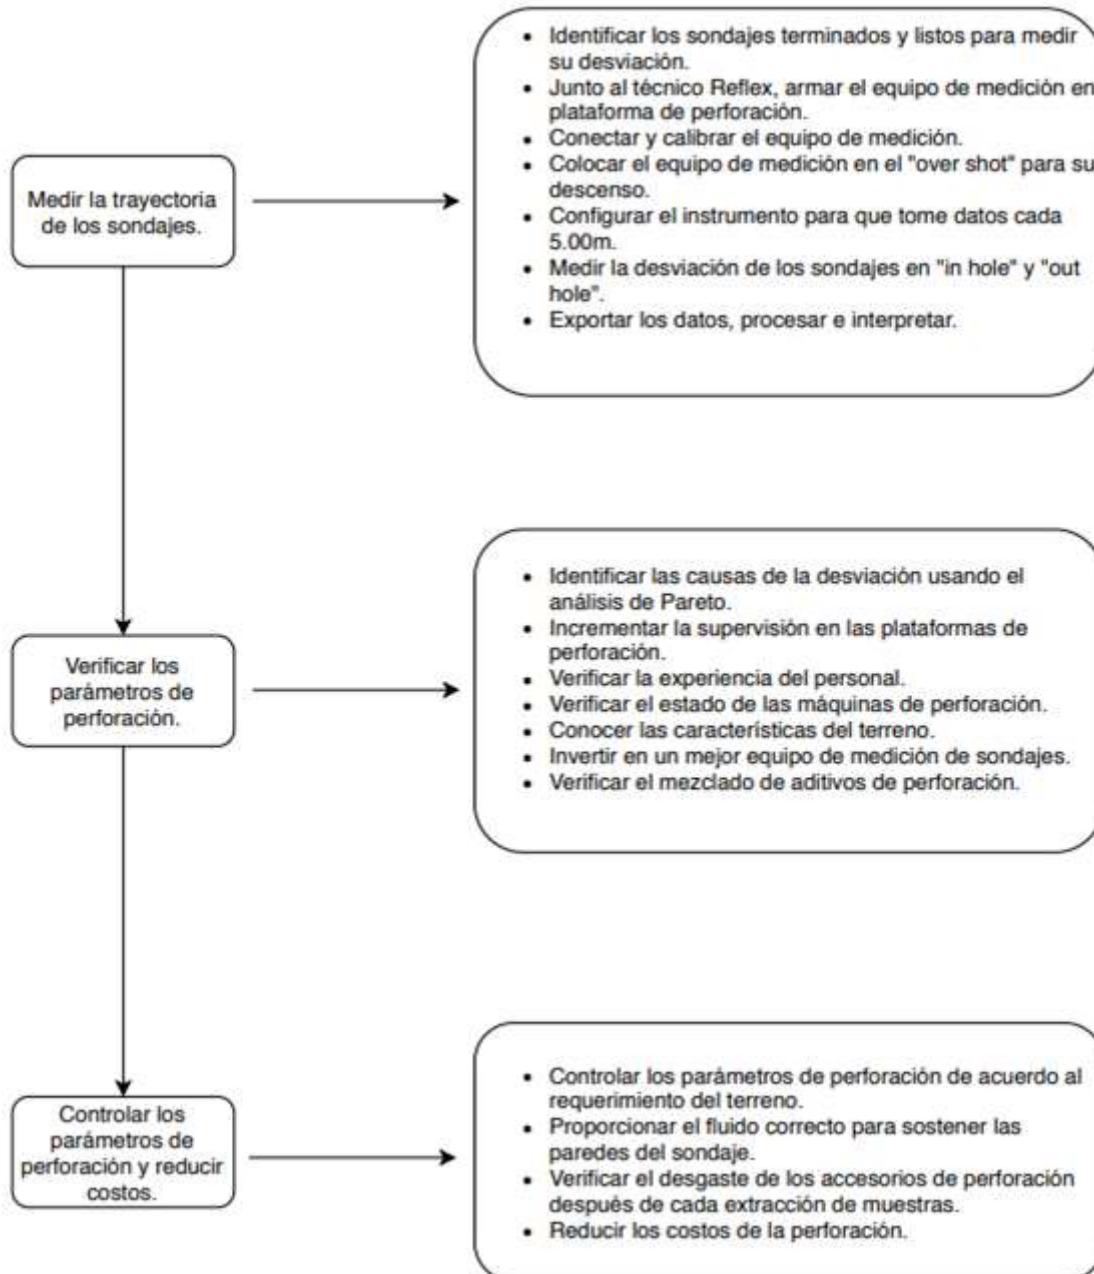 Medir la trayectoria
de los sondajes.
• Identificar los sondajes terminados y listos para medir
su desviación.
• Junto al técnico Reflex, armar el equipo de medición en
plataforma de perforación.
• Conectar y calibrar el equipo de medición.
• Colocar el equipo de medición en el "over shot" para su
descenso.
• Configurar el instrumento para que tome datos cada
5.00m.
• Medir la desviación de los sondajes en "in hole" y "out
hole".
• Exportar los datos, procesar e interpretar.
Verificar los
parámetros de
perforación.
• Identificar las causas de la desviación usando el
análisis de Pareto.
• Incrementar la supervisión en las plataformas de
perforación.
• Verificar la experiencia del personal.
• Verificar el estado de las máquinas de perforación.
• Conocer las características del terreno.
• Invertir en un mejor equipo de medición de sondajes.
• Verificar el mezclado de aditivos de perforación.
Controlar los
parámetros de
perforación y reducir
costos.
• Controlar los parámetros de perforación de acuerdo al
requerimiento del terreno.
• Proporcionar el fluido correcto para sostener las
paredes del sondaje.
• Verificar el desgaste de los accesorios de perforación
después de cada extracción de muestras.
• Reducir los costos de la perforación.